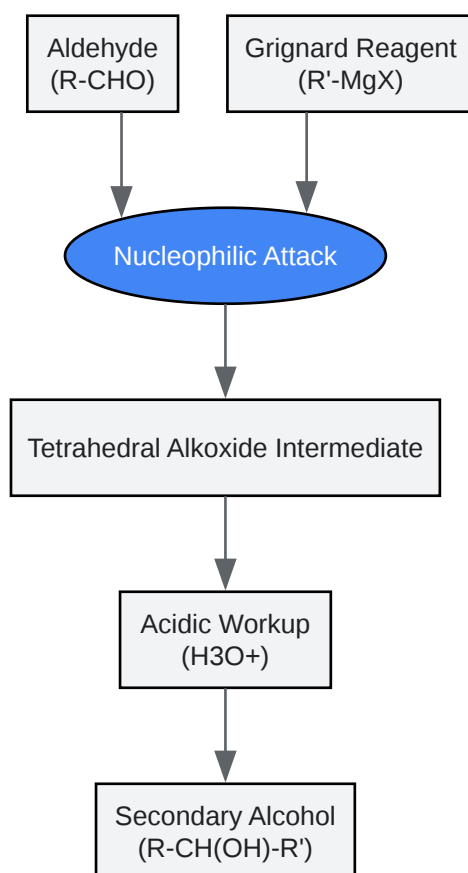 Aldehyde
(R-CHO)
Grignard Reagent
(R'-MgX)
Nucleophilic Attack
Tetrahedral Alkoxide Intermediate
Acidic Workup
(H3O+)
Secondary Alcohol
(R-CH(OH)-R')